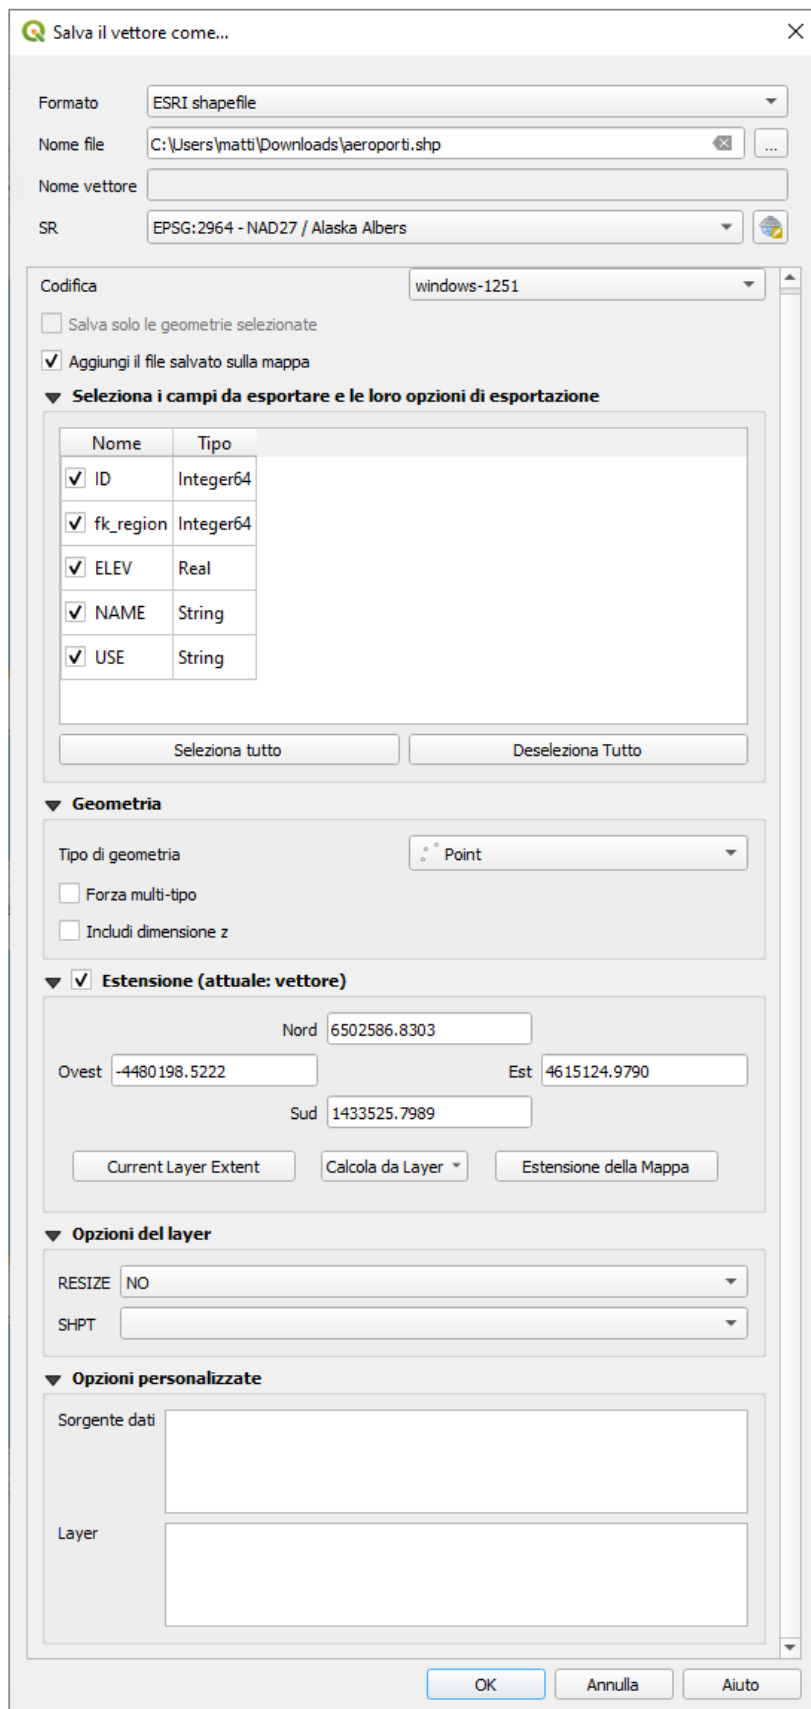 Salva il vettore come...
Formato ESRI shapefile
Nome file C:\Users\matti\Downloads\aeroporti.shp ...
Nome vettore
SR EPSG:2964 - NAD27 / Alaska Albers
Codifica windows-1251
Salva solo le geometrie selezionate
Aggiungi il file salvato sulla mappa
Seleziona i campi da esportare e le loro opzioni di esportazione
Nome Tipo
ID Integer64
fk_region Integer64
ELEV Real
NAME String
USE String
Seleziona tutto Deseleziona Tutto
Geometria
Tipo di geometria Point
Forza multi-tipo
Includi dimensione z
Estensione (attuale: vettore)
Nord 6502586.8303
Ovest -4480198.5222 Est 4615124.9790
Sud 1433525.7989
Current Layer Extent Calcola da Layer Estensione della Mappa
Opzioni del layer
RESIZE NO
SHPT
Opzioni personalizzate
Sorgente dati
Layer
OK Annulla Aiuto